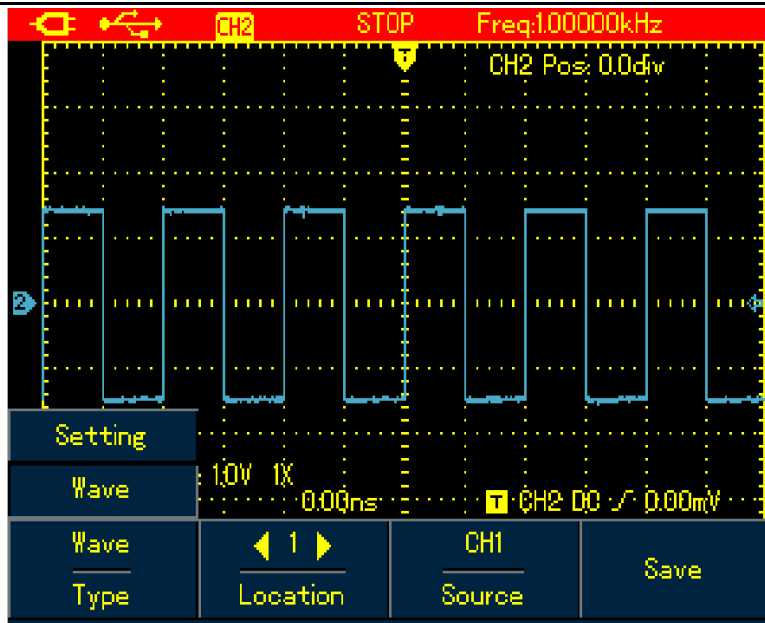 CH2 STOP Freq:1.00000kHz
T
CH2 Pos: 0.0div
2
Setting
: 1.0V 1X
Wave
0.00ns T CH2 DC 0.00mV
Wave 1 CH1 Save
Type Location Source